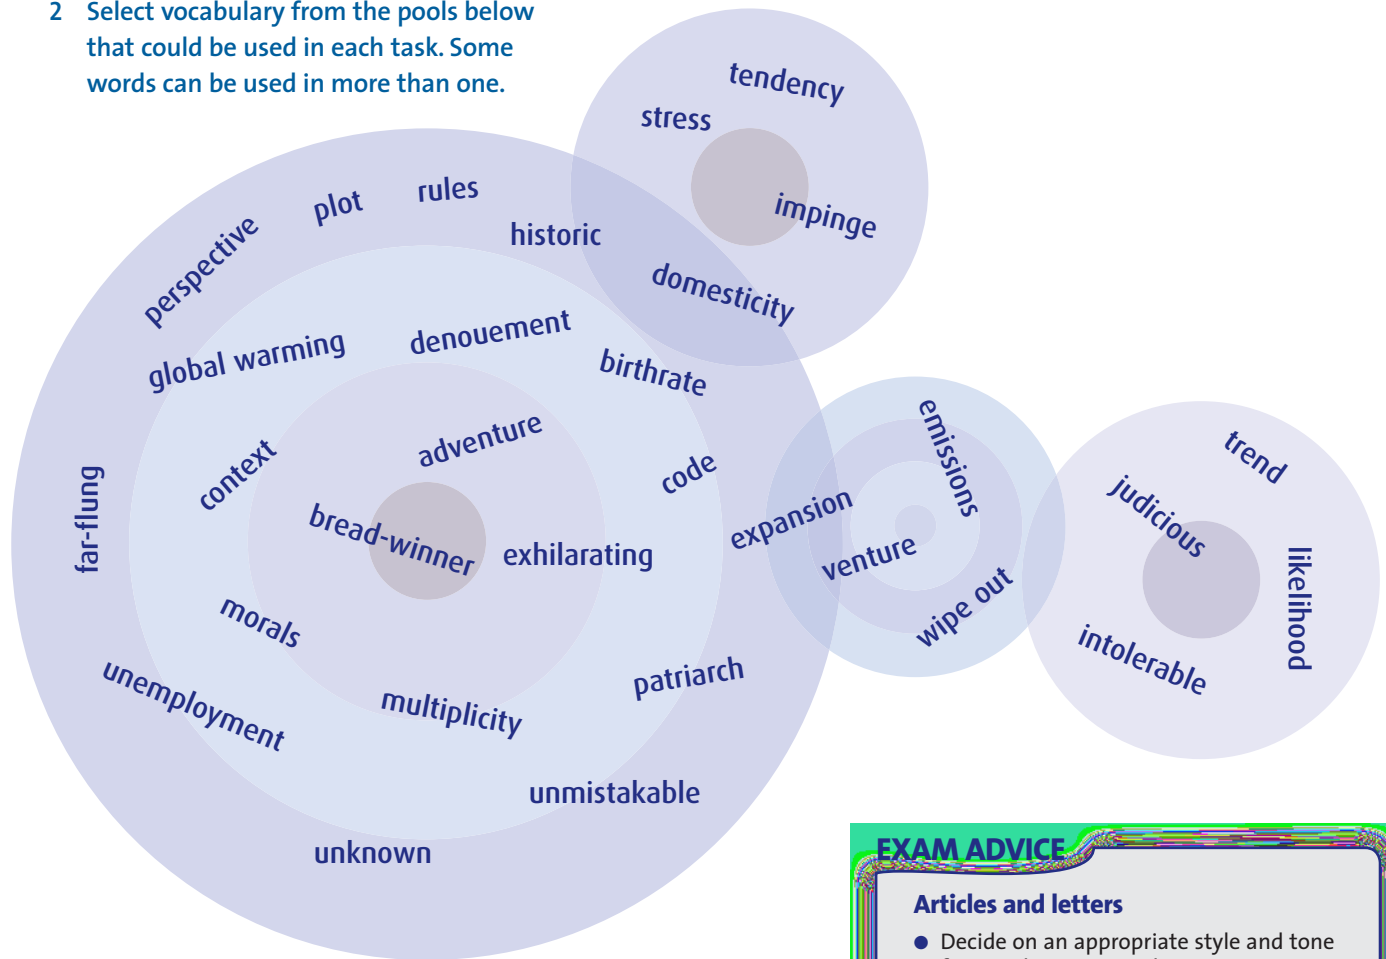 2 Select vocabulary from the pools below
that could be used in each task. Some
words can be used in more than one.
tendency
stress
impinge
domesticity
rules
plot
historic
perspective
denouement
global warming
birthrate
adventure
context
code
far-flung
bread-winner
exhilarating
expansion
emissions
venture
wipe out
trend
judicious
likelihood
intolerable
morals
unemployment
patriarch
multiplicity
unmistakable
unknown
EXAM ADVICE
Articles and letters
● Decide on an appropriate style and tone